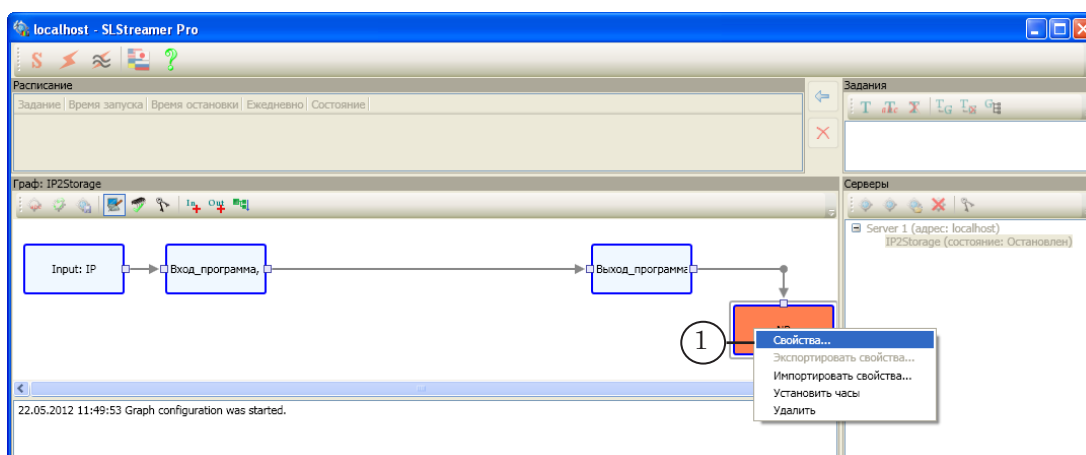 localhost - SLStreamer Pro
Расписание
Задание Время запуска Время остановки Ежедневно Состояние
Задания
Граф: IP2Storage
Серверы
Server 1 (адрес: localhost)
IP2Storage (состояние: Остановлен)
Input: IP
Вход_программа,
Выход_программа
1
Свойства...
Экспортировать свойства...
Импортировать свойства...
Установить часы
Удалить
22.05.2012 11:49:53 Graph configuration was started.